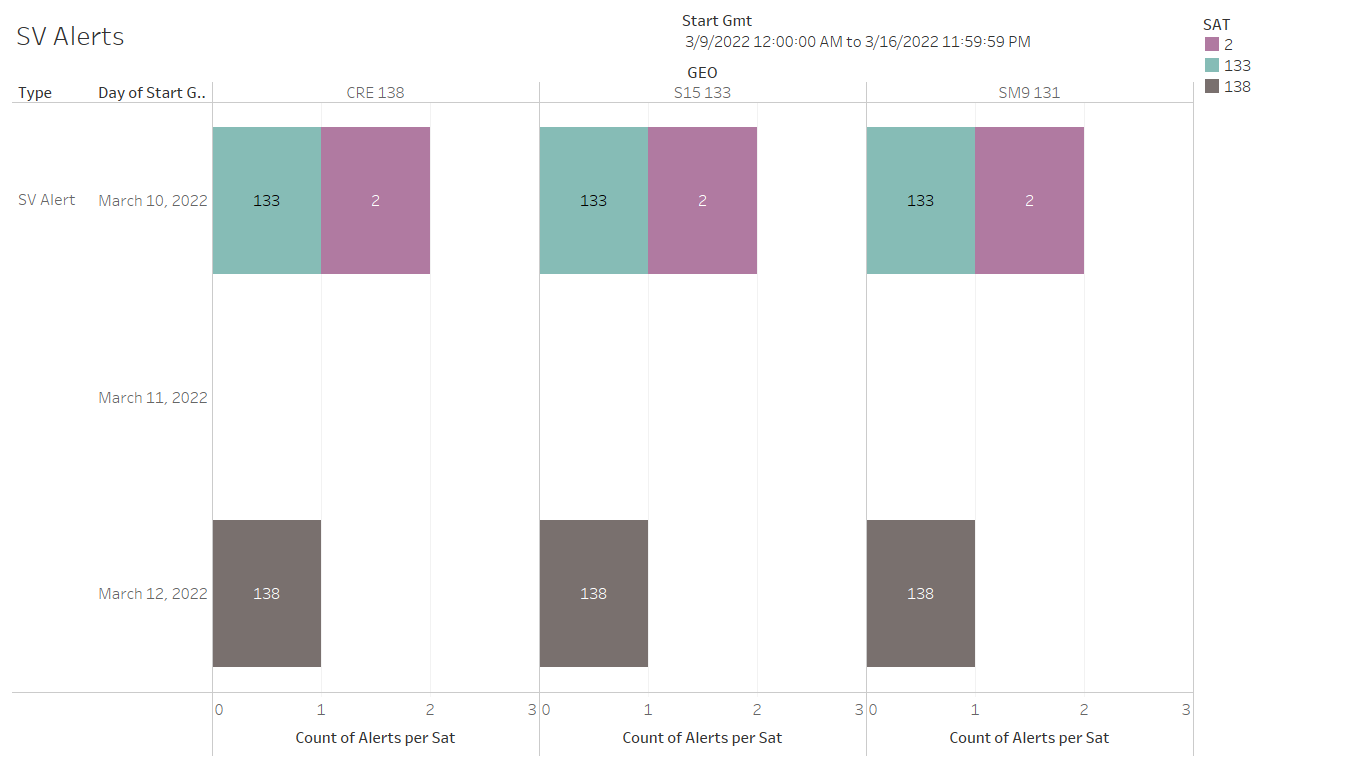 SV Alerts
Start Gmt
3/9/2022 12:00:00 AM to 3/16/2022 11:59:59 PM
SAT
2
133
138
GEO
Type Day of Start G.. CRE 138 S15 133 SM9 131
SV Alert March 10, 2022 133 2 133 2 133 2
March 11, 2022
March 12, 2022 138 138 138
0 1 2 3 0 1 2 3 0 1 2 3
Count of Alerts per Sat Count of Alerts per Sat Count of Alerts per Sat